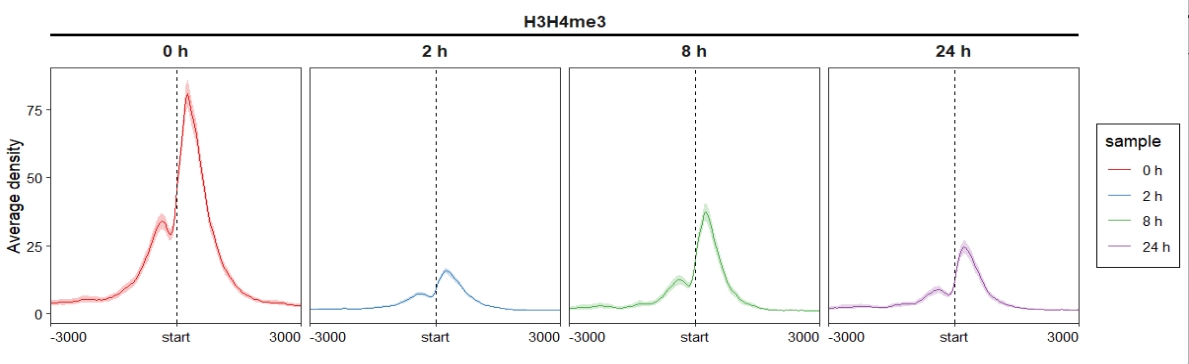 H3H4me3
0 h 2 h 8 h 24 h
Average density
75
50
25
0
-3000 start 3000 -3000 start 3000 -3000 start 3000 -3000 start 3000
sample
0 h
2 h
8 h
24 h